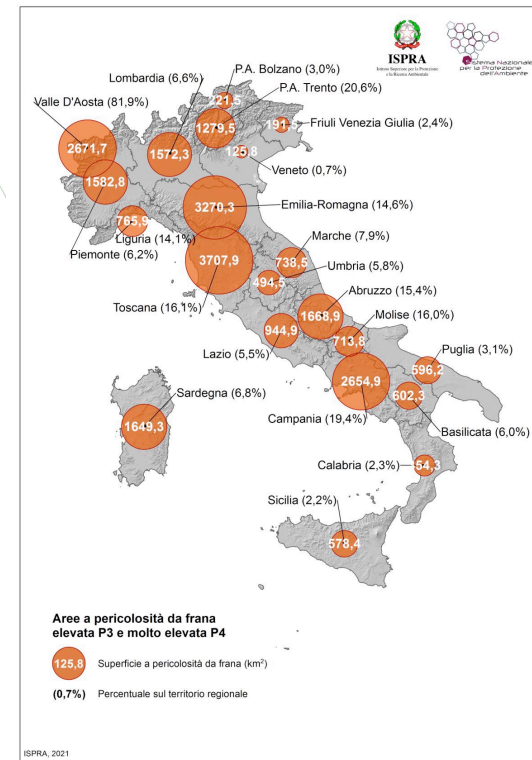 ISPRA
Istituto Superiore per la Protezione
e la Ricerca Ambientale
Sistema Nazionale
per la Protezione
dell'Ambiente
Lombardia (6,6%)
P.A. Bolzano (3,0%)
P.A. Trento (20,6%)
Valle D'Aosta (81,9%)
221,5
1279,5
Friuli Venezia Giulia (2,4%)
2671,7
1572,3
125,8
Veneto (0,7%)
1582,8
765,9
3270,3
Emilia-Romagna (14,6%)
Liguria (14,1%)
Piemonte (6,2%)
Marche (7,9%)
738,5
Umbria (5,8%)
3707,9
494,5
Abruzzo (15,4%)
Toscana (16,1%)
1668,9
Molise (16,0%)
944,9
713,8
Puglia (3,1%)
Lazio (5,5%)
596,2
2654,9
Sardegna (6,8%)
602,3
1649,3
Campania (19,4%)
Basilicata (6,0%)
Calabria (2,3%)
Sicilia (2,2%)
578,4
Aree a pericolosità da frana
elevata P3 e molto elevata P4
125,8 Superficie a pericolosità da frana (km²)
(0,7%) Percentuale sul territorio regionale
ISPRA, 2021